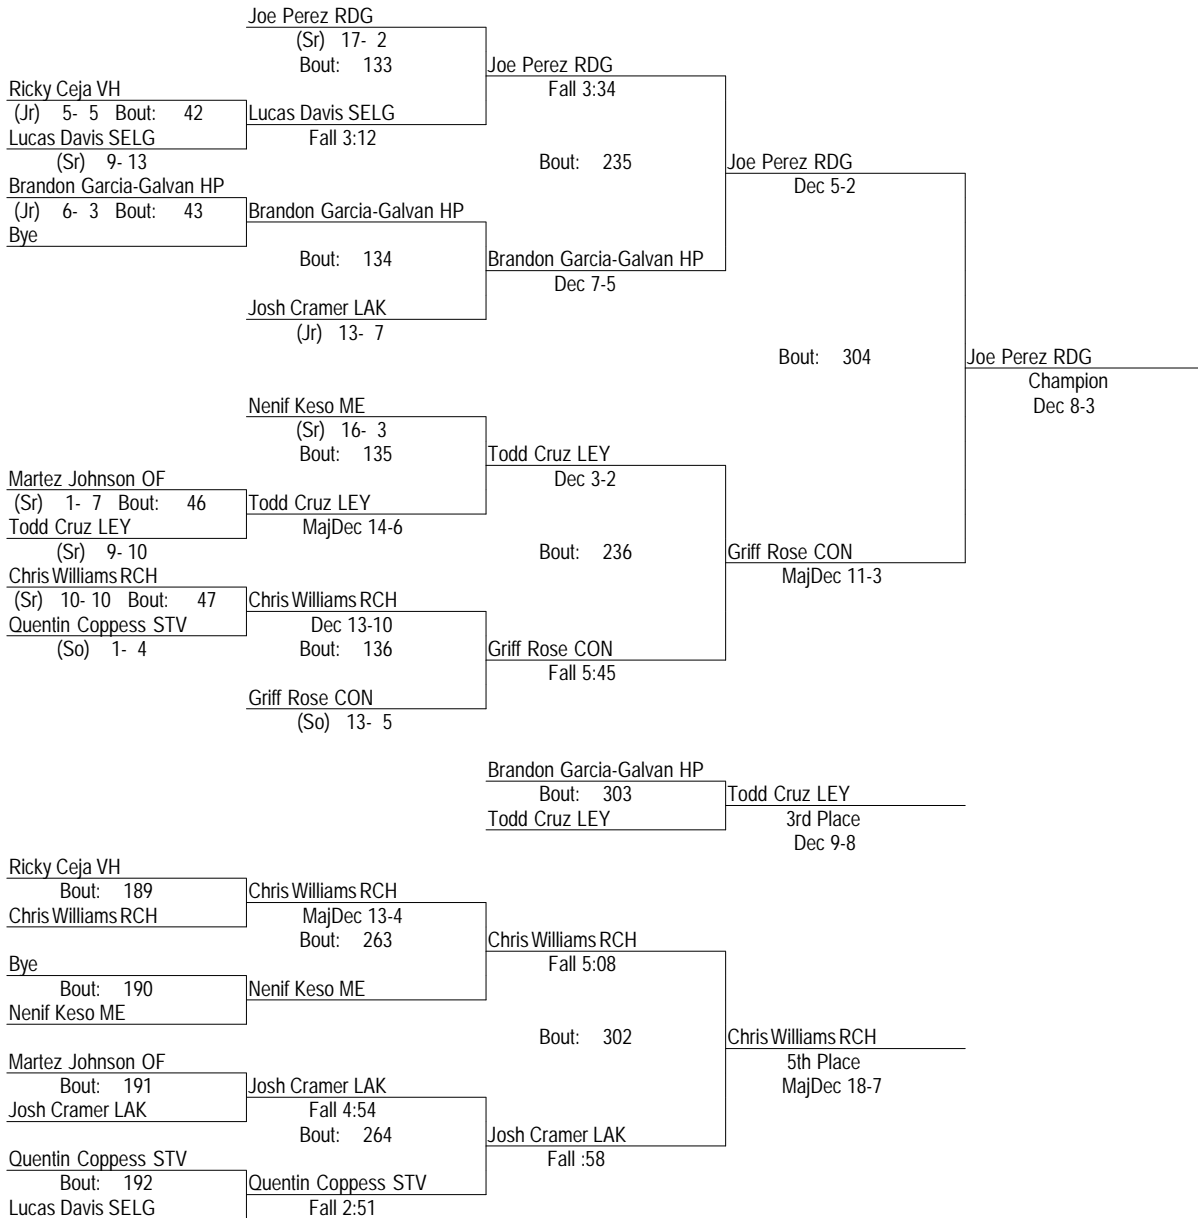 Joe Perez RDG
(Sr) 17- 2
Bout: 133
Joe Perez RDG
Fall 3:34
Ricky Ceja VH
(Jr) 5- 5 Bout: 42
Lucas Davis SELG
Lucas Davis SELG
Fall 3:12
(Sr) 9- 13
Bout: 235
Joe Perez RDG
Dec 5-2
Brandon Garcia-Galvan HP
(Jr) 6- 3 Bout: 43
Brandon Garcia-Galvan HP
Bye
Bout: 134
Brandon Garcia-Galvan HP
Dec 7-5
Josh Cramer LAK
(Jr) 13- 7
Bout: 304
Joe Perez RDG
Champion
Dec 8-3
Nenif Keso ME
(Sr) 16- 3
Bout: 135
Todd Cruz LEY
Dec 3-2
Martez Johnson OF
(Sr) 1- 7 Bout: 46
Todd Cruz LEY
Todd Cruz LEY
MajDec 14-6
(Sr) 9- 10
Bout: 236
Griff Rose CON
MajDec 11-3
Chris Williams RCH
(Sr) 10- 10 Bout: 47
Chris Williams RCH
Quentin Coppess STV
Dec 13-10
(So) 1- 4
Bout: 136
Griff Rose CON
Fall 5:45
Griff Rose CON
(So) 13- 5
Brandon Garcia-Galvan HP
Bout: 303
Todd Cruz LEY
Todd Cruz LEY
3rd Place
Dec 9-8
Ricky Ceja VH
Bout: 189
Chris Williams RCH
Chris Williams RCH
MajDec 13-4
Bout: 263
Chris Williams RCH
Fall 5:08
Bye
Bout: 190
Nenif Keso ME
Nenif Keso ME
Bout: 302
Chris Williams RCH
5th Place
MajDec 18-7
Martez Johnson OF
Bout: 191
Josh Cramer LAK
Josh Cramer LAK
Fall 4:54
Bout: 264
Josh Cramer LAK
Fall :58
Quentin Coppess STV
Bout: 192
Quentin Coppess STV
Lucas Davis SELG
Fall 2:51